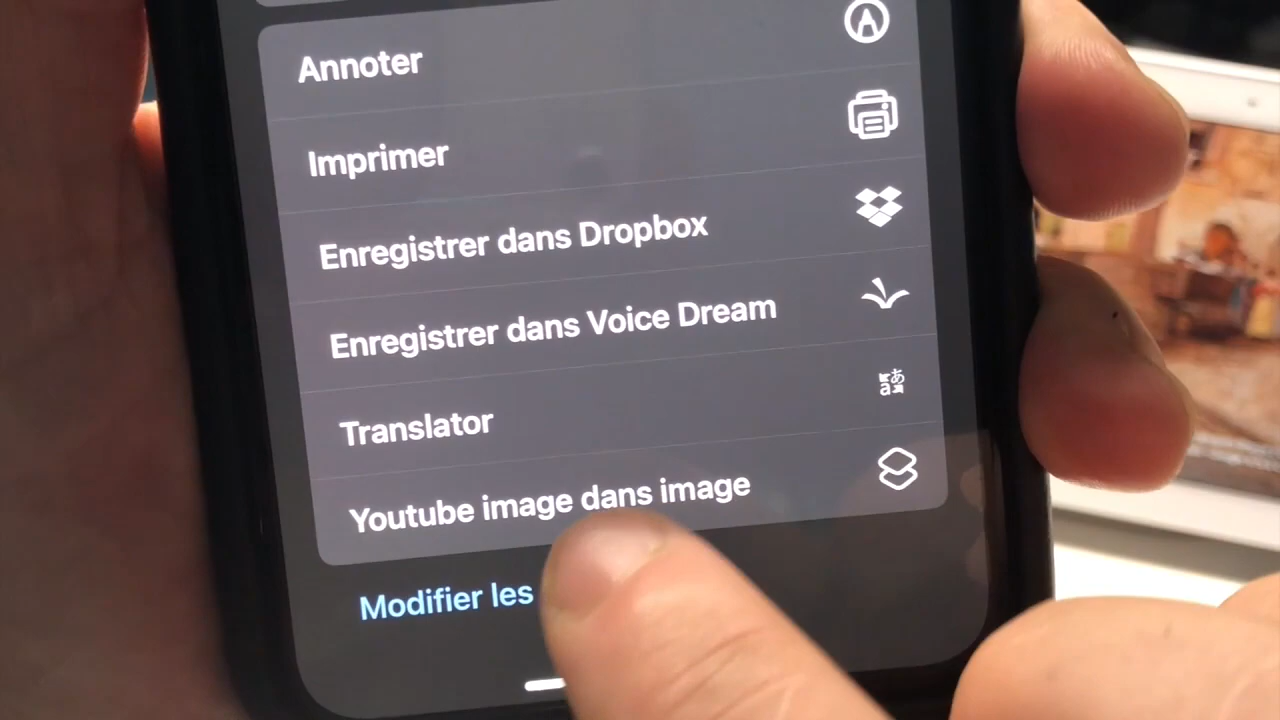 Annoter
Imprimer
Enregistrer dans Dropbox
Enregistrer dans Voice Dream
Translator
Youtube image dans image
Modifier les